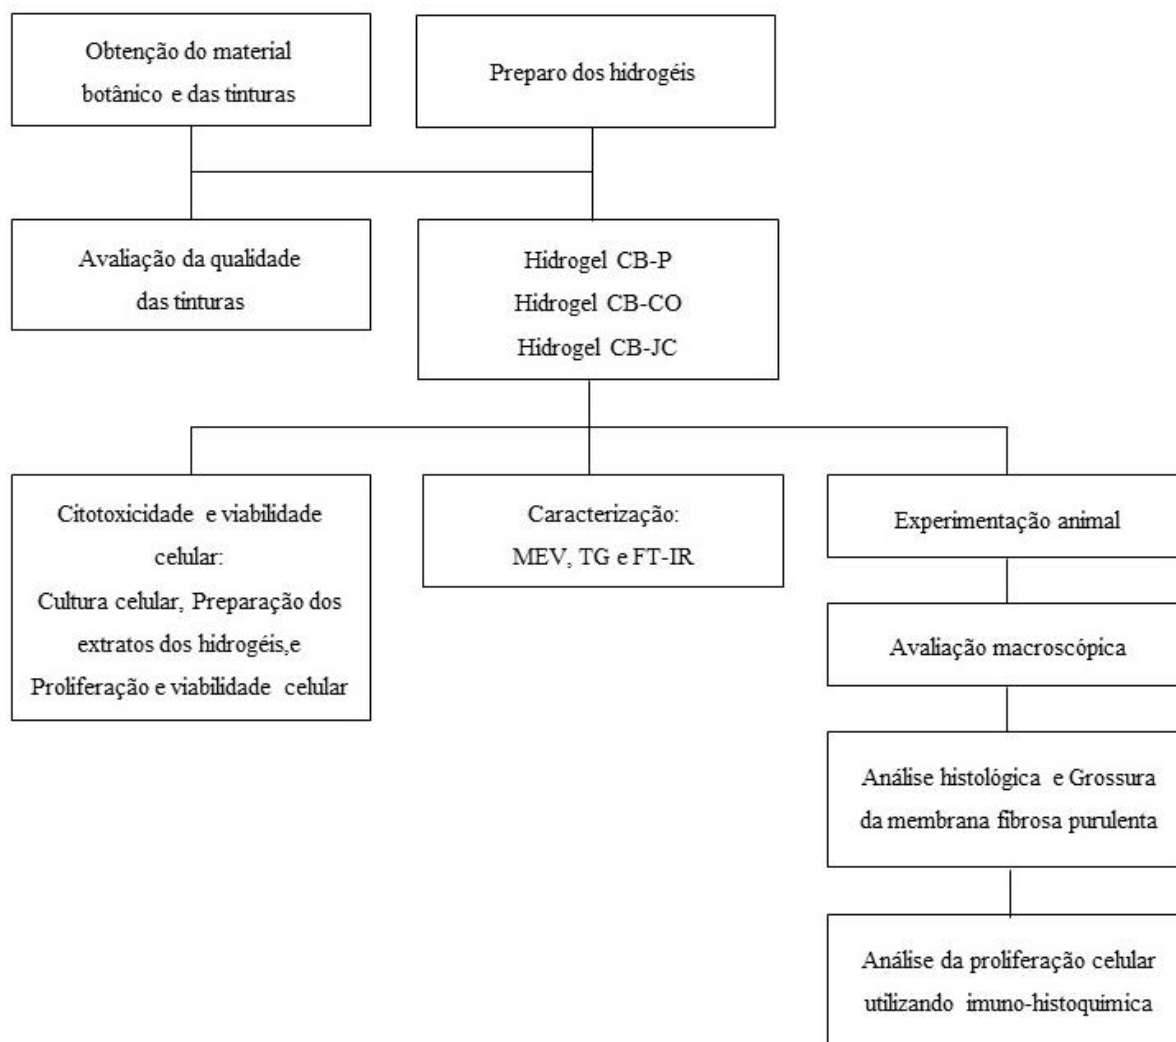 Obtenção do material
botânico e das tinturas
Preparo dos hidrogéis
Avaliação da qualidade
das tinturas
Hidrogel CB-P
Hidrogel CB-CO
Hidrogel CB-JC
Citotoxicidade e viabilidade
celular:
Cultura celular, Preparação dos
extratos dos hidrogéis,e
Proliferação e viabilidade celular
Caracterização:
MEV, TG e FT-IR
Experimentação animal
Avaliação macroscópica
Análise histológica e Grossura
da membrana fibrosa purulenta
Análise da proliferação celular
utilizando imuno-histoquimica